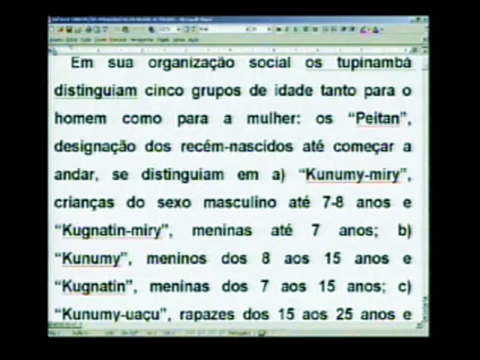 Em sua organização social os tupinambá
distinguiam cinco grupos de idade tanto para o
homem como para a mulher: os “Peitan”,
designação dos recém-nascidos até começar a
andar, se distinguiam em a) “Kunumy-miry”,
crianças do sexo masculino até 7-8 anos e
“Kugnatin-miry”, meninas até 7 anos; b)
“Kunumy”, meninos dos 8 aos 15 anos e
“Kugnatin”, meninas dos 7 aos 15 anos; c)
“Kunumy-uaçu”, rapazes dos 15 aos 25 anos e